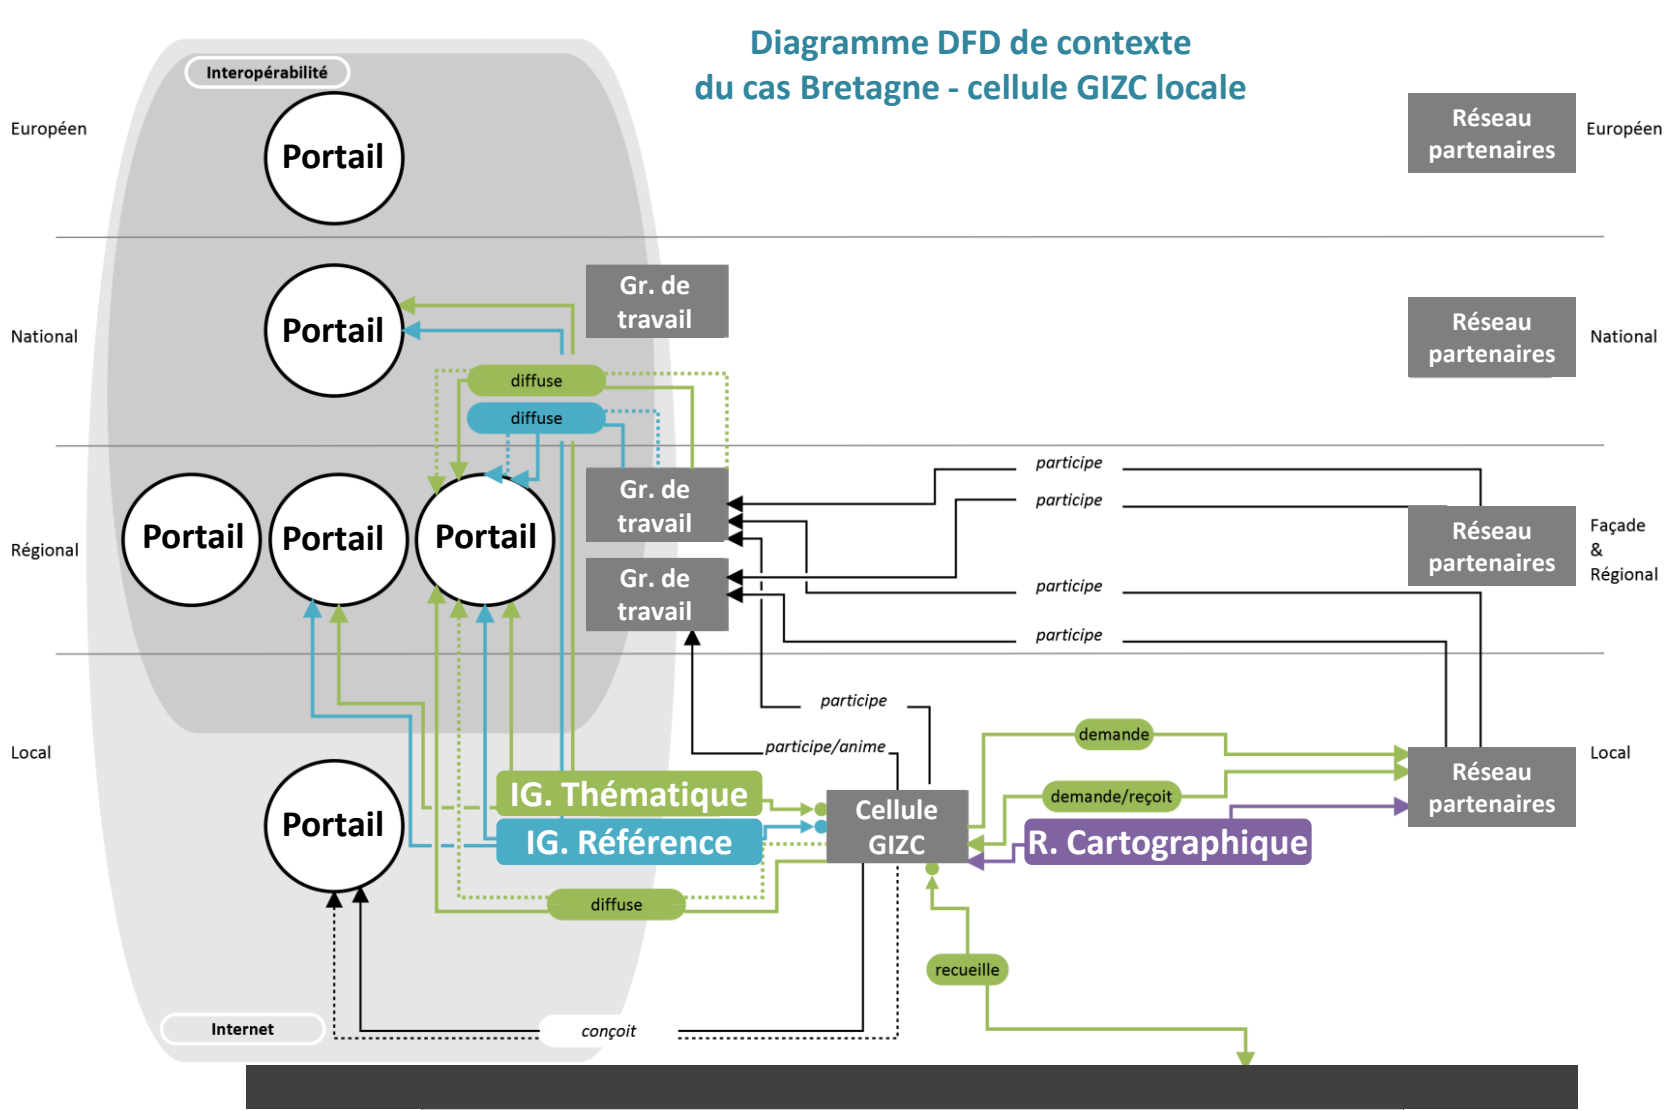 Diagramme DFD de contexte
du cas Bretagne - cellule GIZC locale
Interopérabilité
Européen
Portail
Réseau
partenaires
Européen
National
Portail
Gr. de
travail
Réseau
partenaires
National
diffuse
diffuse
Régional
Portail
Portail
Portail
Gr. de
travail
Gr. de
travail
participe
participe
participe
participe
Réseau
partenaires
Façade
&
Régional
Local
participe
participe/anime
demande
demande/reçoit
Réseau
partenaires
Local
Portail
IG. Thématique
IG. Référence
Cellule
GIZC
R. Cartographique
diffuse
recueille
Internet
conçoit